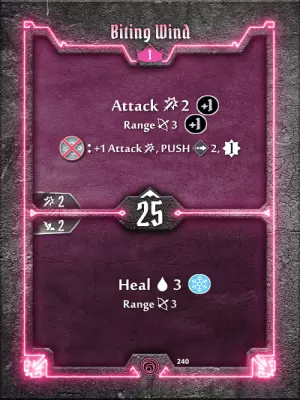 Biting Wind
1
Attack 2 +1
Range 3 +1
: +1 Attack, PUSH 2, 1
2
25
2
Heal 3
Range 3
240